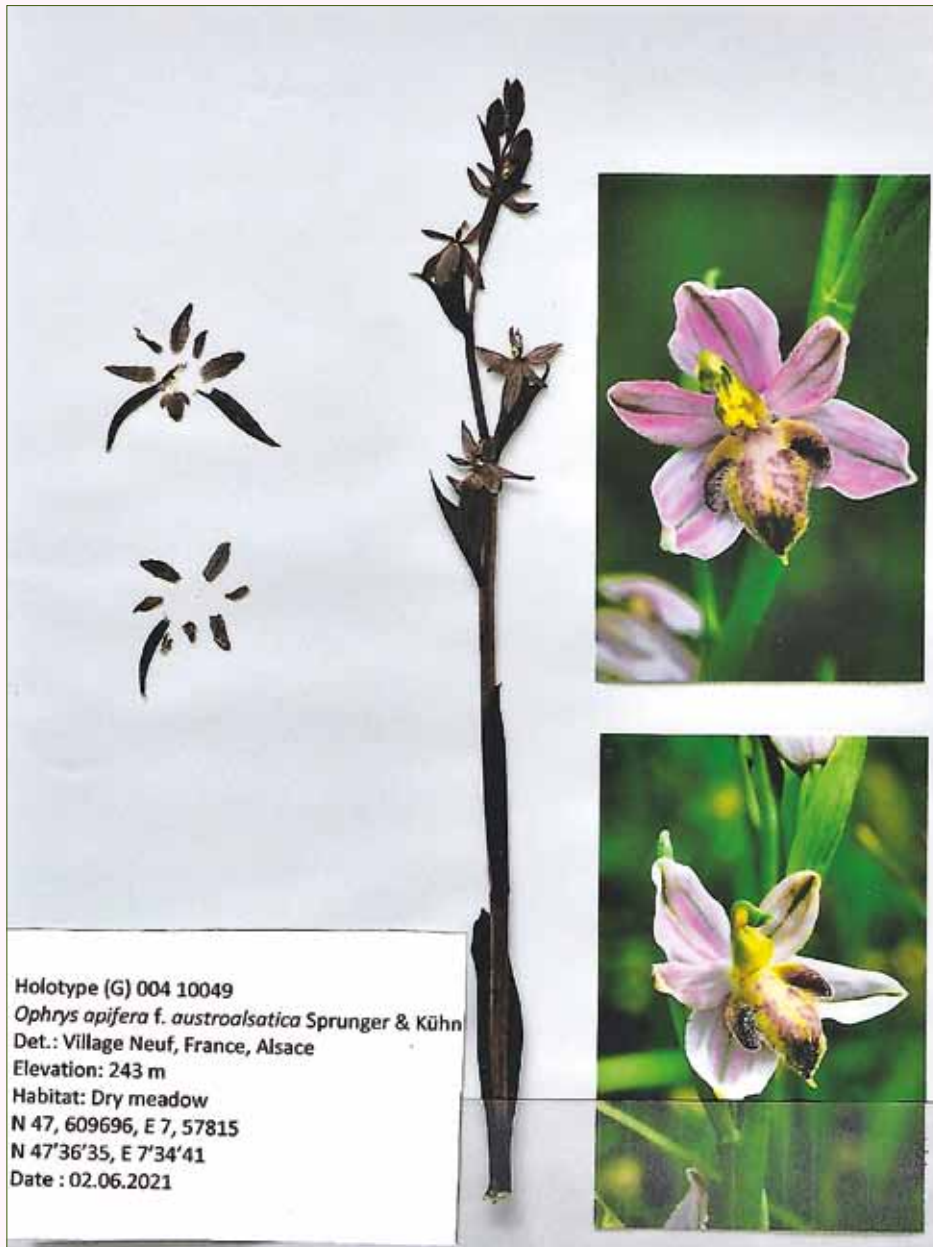 Holotype (G) 004 10049
Ophrys apifera f. austroalsatica Sprunger & Kühn
Det.: Village Neuf, France, Alsace
Elevation: 243 m
Habitat: Dry meadow
N 47, 609696, E 7, 57815
N 47'36'35, E 7'34'41
Date : 02.06.2021